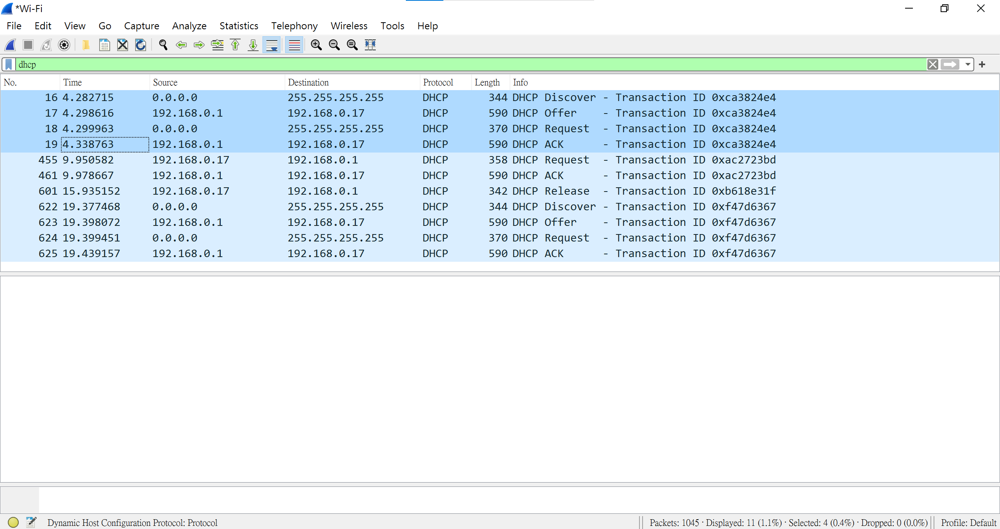 *Wi-Fi
File Edit View Go Capture Analyze Statistics Telephony Wireless Tools Help
dhcp
No. Time Source Destination Protocol Length Info
16 4.282715 0.0.0.0 255.255.255.255 DHCP 344 DHCP Discover - Transaction ID 0xca3824e4
17 4.298616 192.168.0.1 192.168.0.17 DHCP 590 DHCP Offer - Transaction ID 0xca3824e4
18 4.299963 0.0.0.0 255.255.255.255 DHCP 370 DHCP Request - Transaction ID 0xca3824e4
19 4.338763 192.168.0.1 192.168.0.17 DHCP 590 DHCP ACK - Transaction ID 0xca3824e4
455 9.950582 192.168.0.17 192.168.0.1 DHCP 358 DHCP Request - Transaction ID 0xac2723bd
461 9.978667 192.168.0.1 192.168.0.17 DHCP 590 DHCP ACK - Transaction ID 0xac2723bd
601 15.935152 192.168.0.17 192.168.0.1 DHCP 342 DHCP Release - Transaction ID 0xb618e31f
622 19.377468 0.0.0.0 255.255.255.255 DHCP 344 DHCP Discover - Transaction ID 0xf47d6367
623 19.398072 192.168.0.1 192.168.0.17 DHCP 590 DHCP Offer - Transaction ID 0xf47d6367
624 19.399451 0.0.0.0 255.255.255.255 DHCP 370 DHCP Request - Transaction ID 0xf47d6367
625 19.439157 192.168.0.1 192.168.0.17 DHCP 590 DHCP ACK - Transaction ID 0xf47d6367
Dynamic Host Configuration Protocol: Protocol Packets: 1045 · Displayed: 11 (1.1%) · Selected: 4 (0.4%) · Dropped: 0 (0.0%) Profile: Default